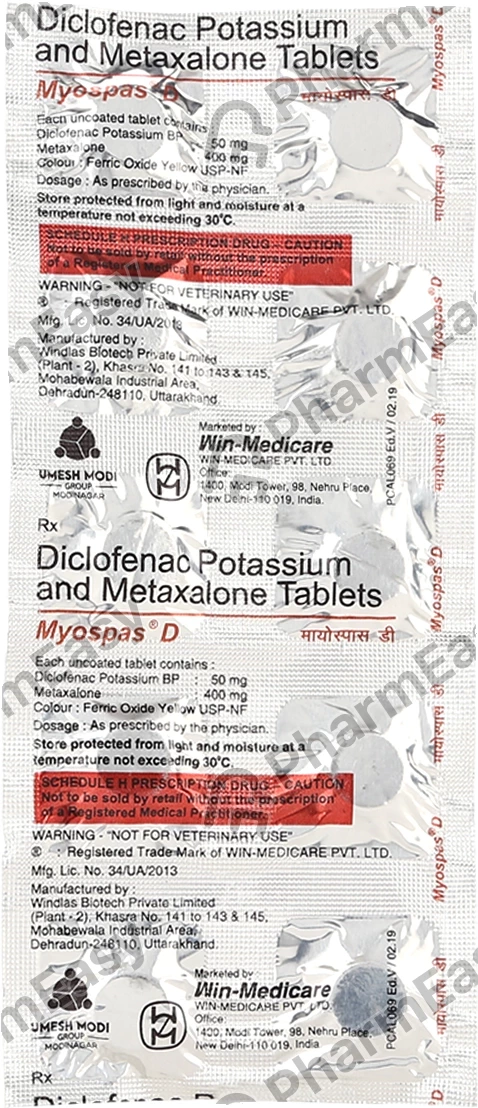 Diclofenac Potassium
and Metaxalone Tablets
Myospas® D
मायोस्पास डी
Each uncoated tablet contains
Diclofenac Potassium BP : 50 mg
Metaxalone : 400 mg
Colour : Ferric Oxide Yellow USP-NF
Dosage : As prescribed by the physician.
Store protected from light and moisture at a
temperature not exceeding 30°C.
SCHEDULE H PRESCRIPTION DRUG - CAUTION
Not to be sold by retail without the prescription
of a Registered Medical Practitioner.
WARNING - "NOT FOR VETERINARY USE"
® : Registered Trade Mark of WIN-MEDICARE PVT. LTD.
Mfg. Lic. No. 34/UA/2013
Manufactured by :
Windlas Biotech Private Limited
(Plant - 2), Khasra No. 141 to 143 & 145,
Mohabewala Industrial Area,
Dehradun-248110, Uttarakhand.
UMESH MODI
GROUP
MODINAGAR
Marketed by :
Win-Medicare
WIN-MEDICARE PVT. LTD.
Office:
1400, Modi Tower, 98, Nehru Place,
New Delhi-110 019, India.
PCAL069 Ed.V / 02.19
मायोस्पास डी
Myospas® D
मायोस्पास डी
Rx
Diclofenac Potassium
and Metaxalone Tablets
Myospas® D
मायोस्पास डी
Each uncoated tablet contains :
Diclofenac Potassium BP : 50 mg
Metaxalone : 400 mg
Colour : Ferric Oxide Yellow USP-NF
Dosage : As prescribed by the physician.
Store protected from light and moisture at a
temperature not exceeding 30°C.
SCHEDULE H PRESCRIPTION DRUG - CAUTION
Not to be sold by retail without the prescription
of a Registered Medical Practitioner.
WARNING - "NOT FOR VETERINARY USE"
® : Registered Trade Mark of WIN-MEDICARE PVT. LTD.
Mfg. Lic. No. 34/UA/2013
Manufactured by :
Windlas Biotech Private Limited
(Plant - 2), Khasra No. 141 to 143 & 145,
Mohabewala Industrial Area,
Dehradun-248110, Uttarakhand.
UMESH MODI
GROUP
MODINAGAR
Marketed by :
Win-Medicare
WIN-MEDICARE PVT. LTD.
Office:
1400, Modi Tower, 98, Nehru Place,
New Delhi-110 019, India.
PCAL069 Ed.V / 02.19
Myospas® D
मायोस्पास डी
Myospas® D
मायोस्पास डी
Rx
PharmEasy
PharmEasy
PharmEasy